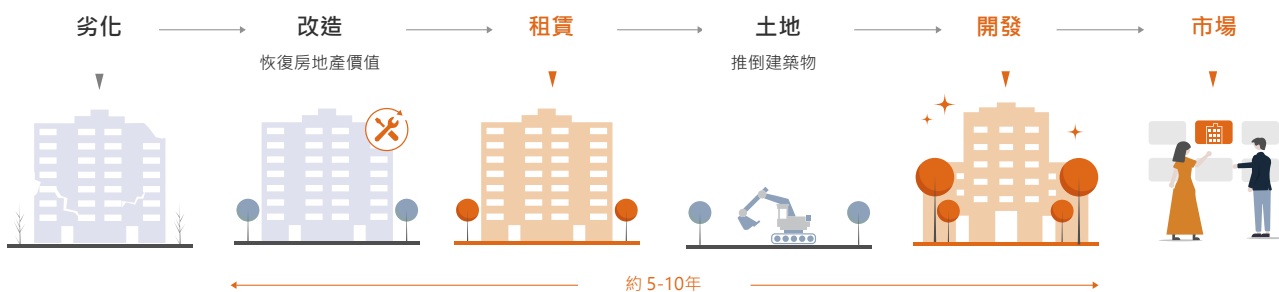 劣化
改造
租賃
土地
開發
市場
恢復房地產價值
推倒建築物
約 5-10年